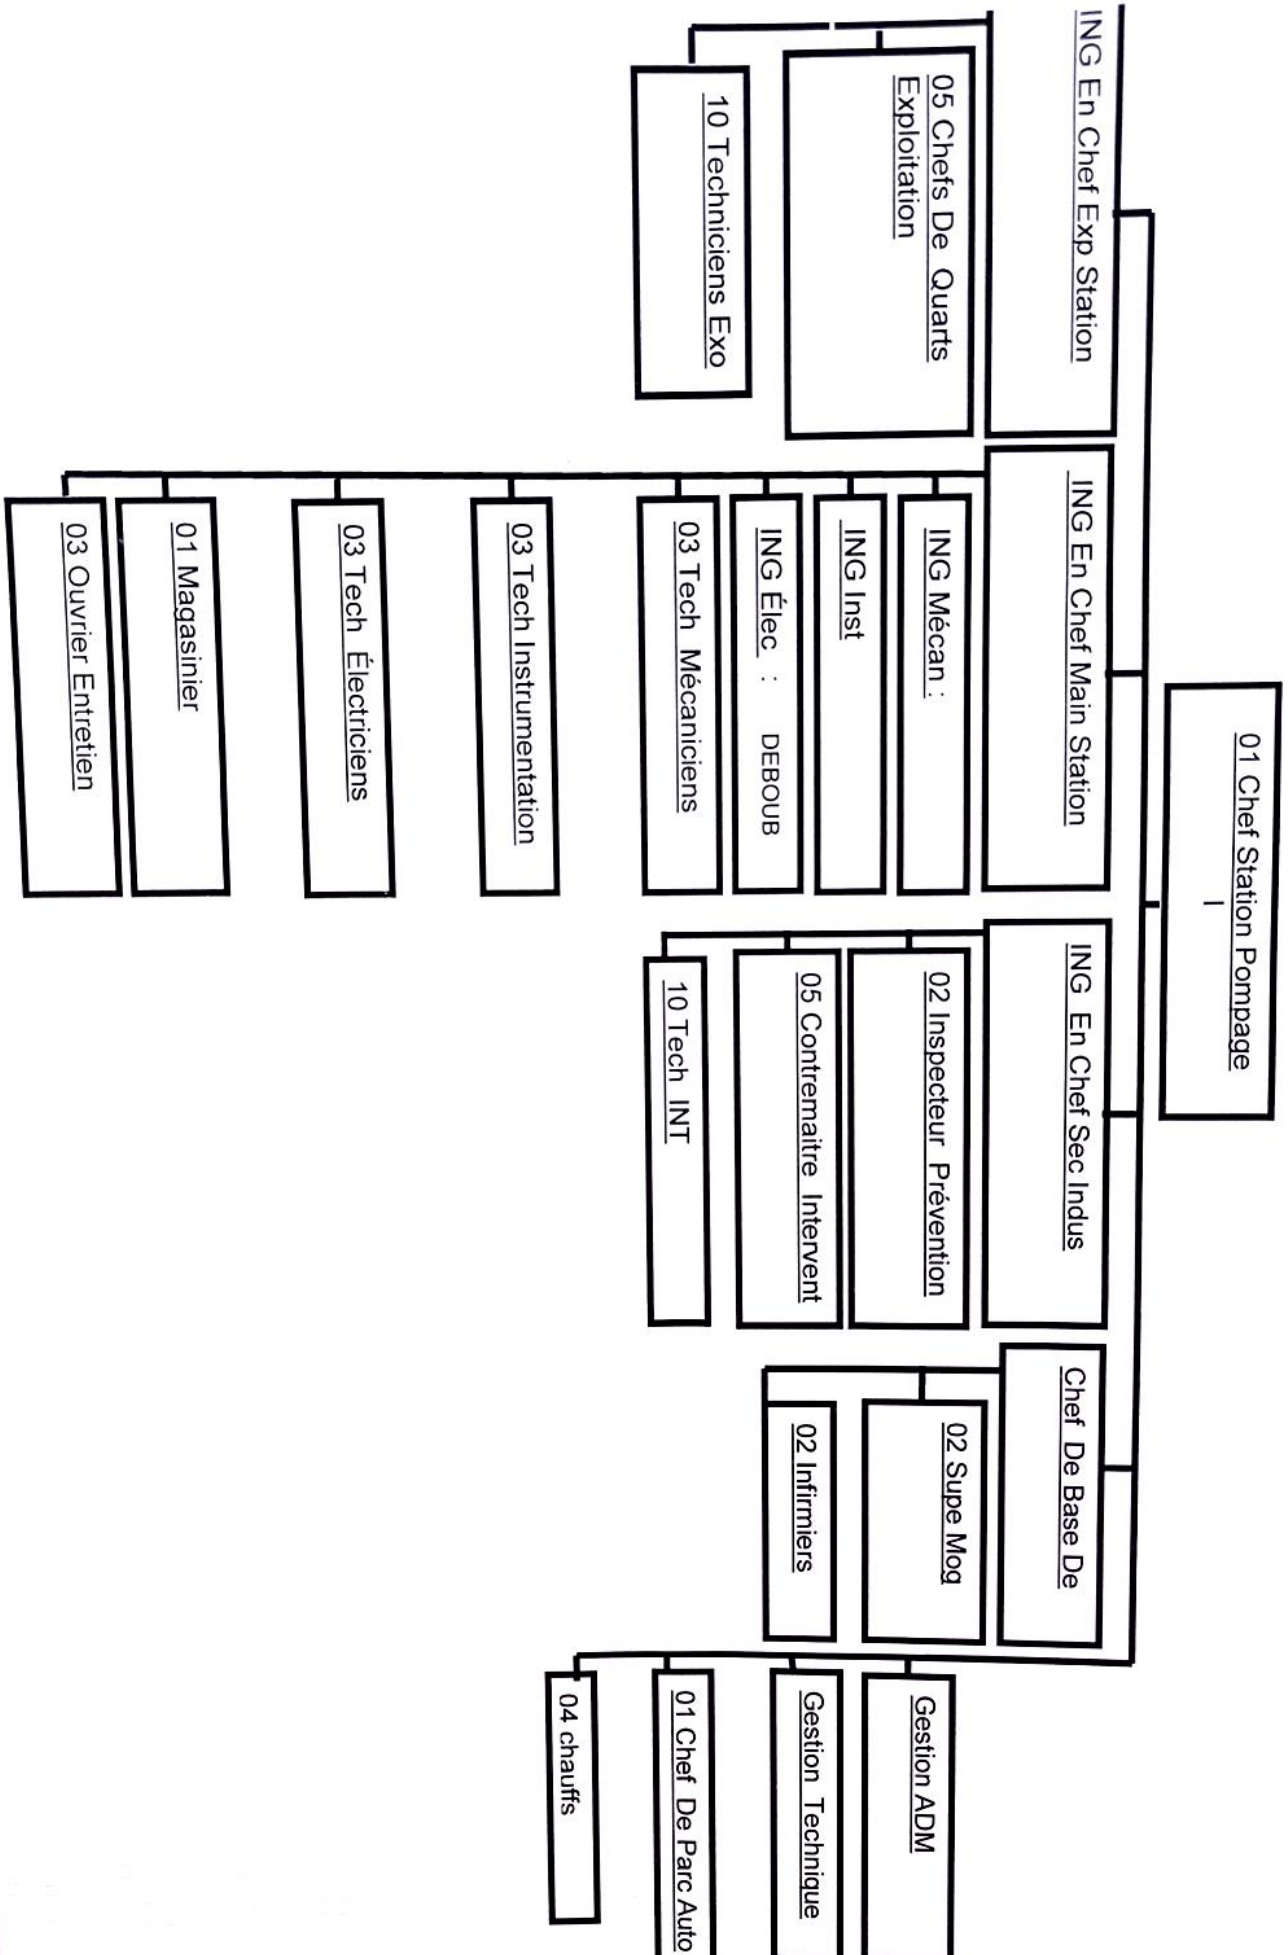 01 Chef Station Pompage
I
ING En Chef Exp Station
05 Chefs De Quarts
Exploitation
10 Techniciens Exo
ING En Chef Main Station
ING Mécan :
ING Inst
ING Élec : DEBOUB
03 Tech Mécaniciens
03 Tech Instrumentation
03 Tech Électriciens
01 Magasinier
03 Ouvrier Entretien
ING En Chef Sec Indus
02 Inspecteur Prévention
05 Contremaitre Intervent
10 Tech INT
Chef De Base De
02 Supe Mog
02 Infirmiers
Gestion ADM
Gestion Technique
01 Chef De Parc Auto
04 chauffs